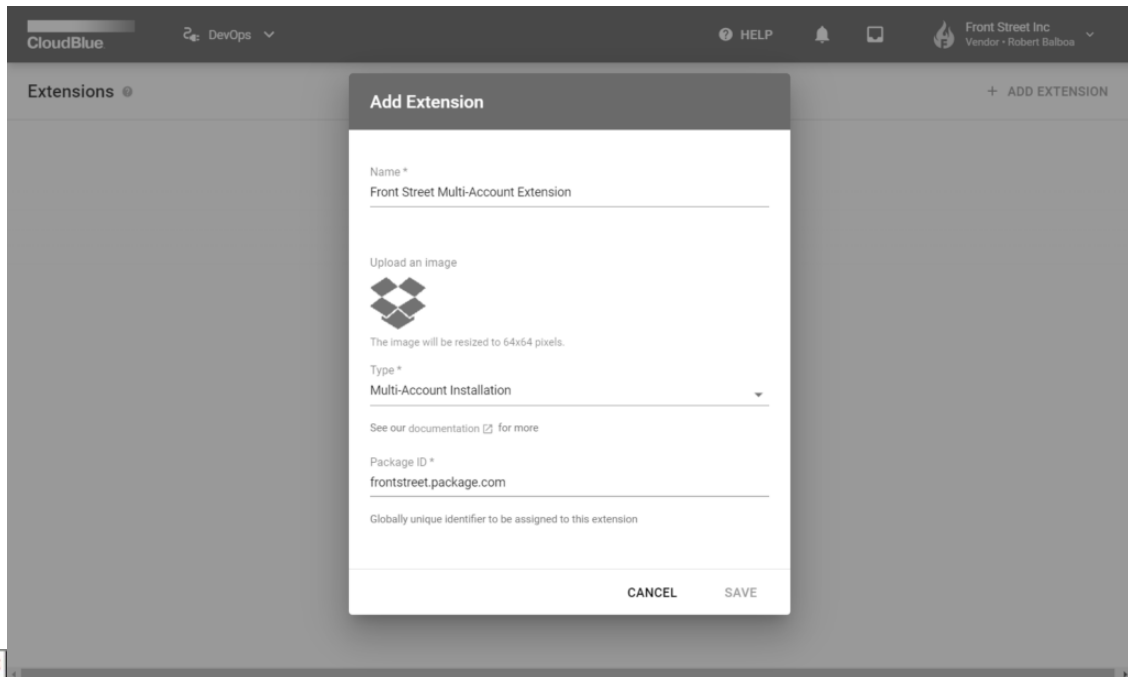 CloudBlue
DevOps
HELP
Front Street Inc
Vendor • Robert Balboa
Extensions
+ ADD EXTENSION
Add Extension
Name *
Front Street Multi-Account Extension
Upload an image
The image will be resized to 64x64 pixels.
Type *
Multi-Account Installation
See our documentation for more
Package ID *
frontstreet.package.com
Globally unique identifier to be assigned to this extension
CANCEL SAVE